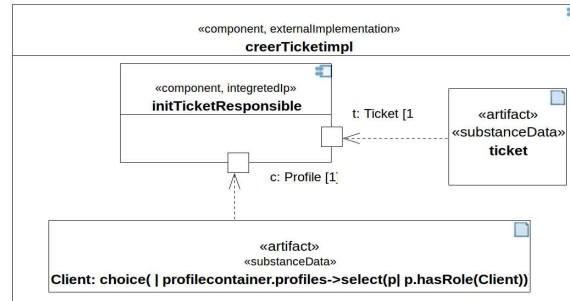 «component, externalImplementation»
creerTicketimpl
«component, integretedIp»
initTicketResponsible
t: Ticket [1
«artifact»
«substanceData»
ticket
c: Profile [1]
«artifact»
«substanceData»
Client: choice( | profilecontainer.profiles->select(p| p.hasRole(Client))